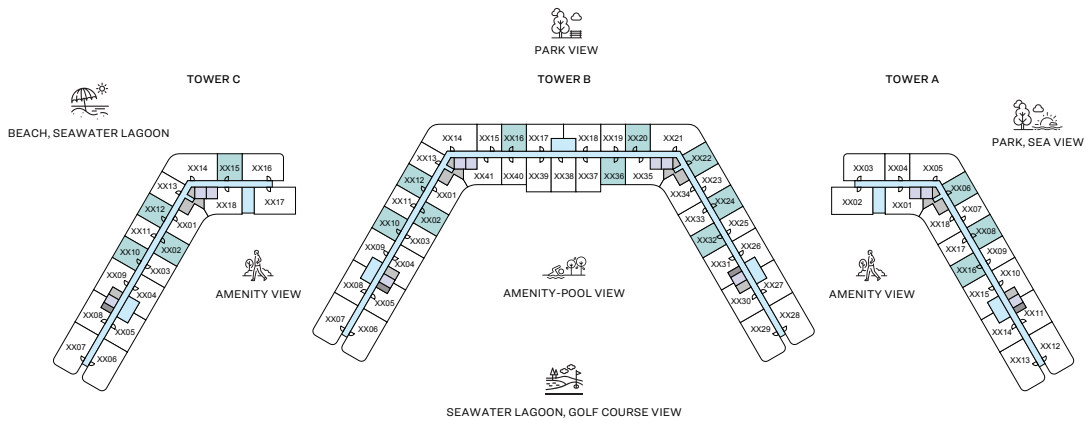 PARK VIEW
TOWER C
TOWER B
TOWER A
BEACH, SEAWATER LAGOON
PARK, SEA VIEW
XX14
XX15
XX16
XX13
XX12
XX11
XX10
XX09
XX08
XX07
XX06
XX05
XX04
XX03
XX02
XX01
XX18
XX17
AMENITY VIEW
XX14
XX15
XX16
XX17
XX18
XX19
XX20
XX21
XX13
XX12
XX11
XX10
XX09
XX08
XX07
XX06
XX05
XX04
XX03
XX02
XX01
XX41
XX40
XX39
XX38
XX37
XX36
XX35
XX34
XX33
XX32
XX31
XX30
XX29
XX28
XX27
XX26
XX25
XX24
XX23
XX22
AMENITY-POOL VIEW
XX03
XX04
XX05
XX02
XX01
XX06
XX07
XX08
XX09
XX10
XX11
XX12
XX13
XX14
XX15
XX16
XX17
XX18
AMENITY VIEW
SEAWATER LAGOON, GOLF COURSE VIEW